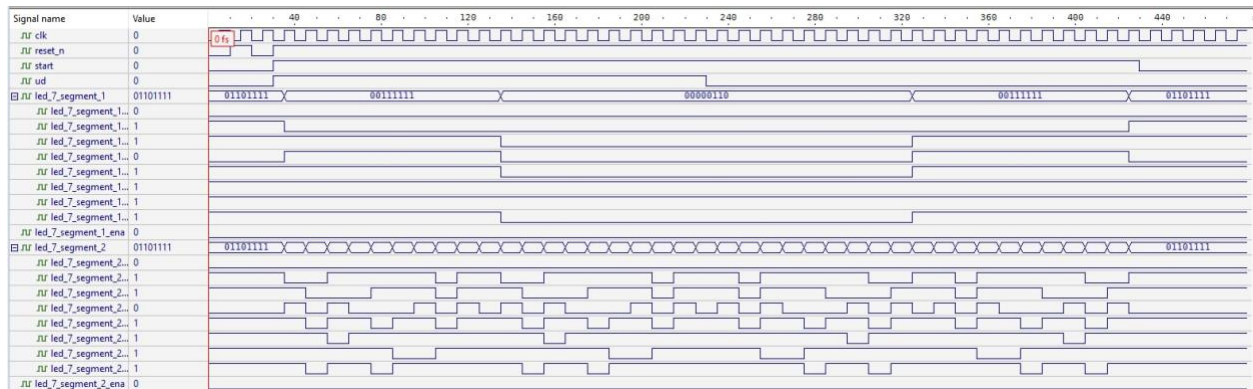 Signal name Value 40 80 120 160 200 240 280 320 360 400 440
clk 0 0 fs
reset_n 0
start 0
ud 0
led_7_segment_1 01101111 01101111 00111111 00000110 00111111 01101111
led_7_segment_1... 0
led_7_segment_1... 1
led_7_segment_1... 1
led_7_segment_1... 0
led_7_segment_1... 1
led_7_segment_1... 1
led_7_segment_1... 1
led_7_segment_1... 1
led_7_segment_1_ena 0
led_7_segment_2 01101111 01101111 01101111
led_7_segment_2... 0
led_7_segment_2... 1
led_7_segment_2... 1
led_7_segment_2... 0
led_7_segment_2... 1
led_7_segment_2... 1
led_7_segment_2... 1
led_7_segment_2... 1
led_7_segment_2_ena 0